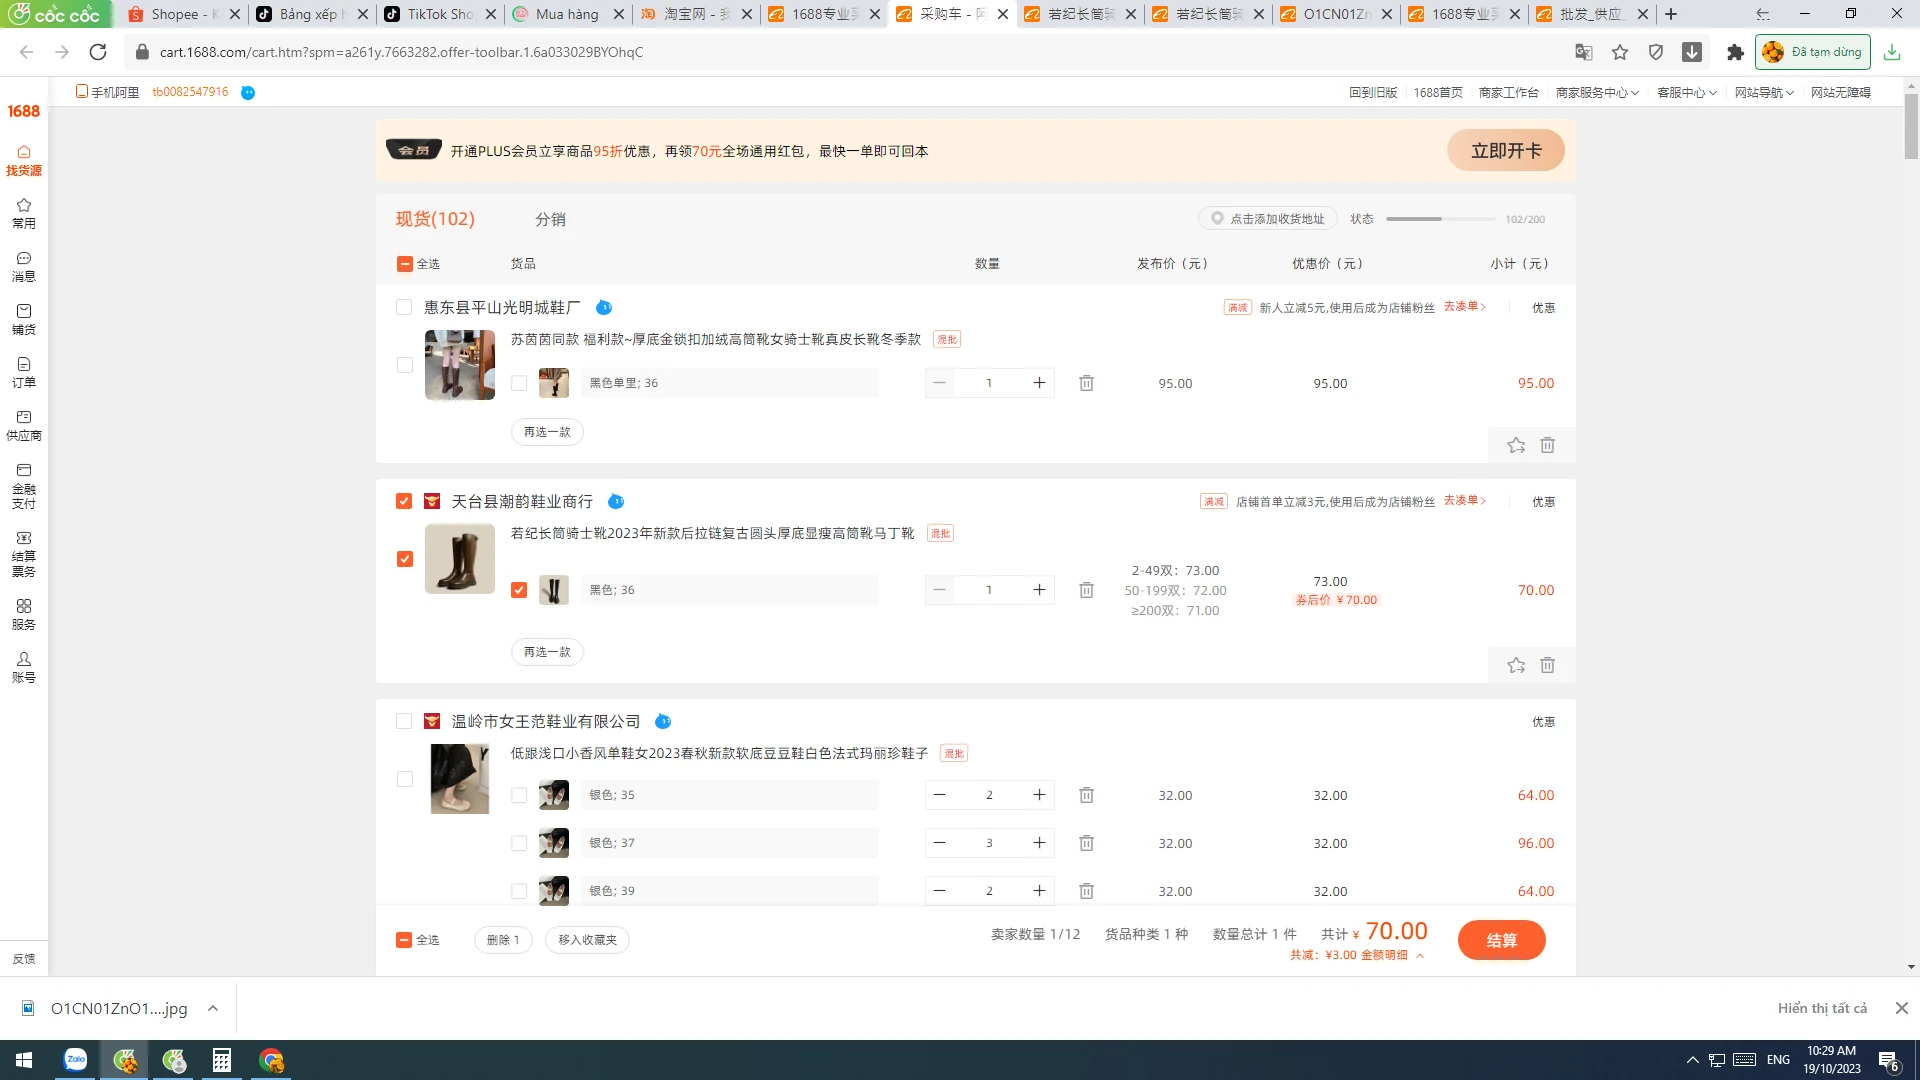 cốc cốc
Shopee - K
Bảng xếp h
TikTok Sho
Mua hàng
淘宝网 - 我
1688专业买
采购车 - 阿
若纪长筒骑
若纪长筒骑
O1CN01Zn
1688专业买
批发_供应_
cart.1688.com/cart.htm?spm=a261y.7663282.offer-toolbar.1.6a033029BYOhqC
Đã tạm dừng
手机阿里 tb0082547916
回到旧版 1688首页 商家工作台 商家服务中心 客服中心 网站导航 网站无障碍
1688
找货源
常用
消息
铺货
订单
供应商
金融
支付
结算
票务
服务
账号
反馈
会员 开通PLUS会员立享商品95折优惠，再领70元全场通用红包，最快一单即可回本 立即开卡
现货(102) 分销 点击添加收货地址 状态 102/200
全选 货品 数量 发布价（元） 优惠价（元） 小计（元）
惠东县平山光明城鞋厂 满减 新人立减5元,使用后成为店铺粉丝 去凑单> 优惠
苏茵茵同款 福利款~厚底金锁扣加绒高筒靴女骑士靴真皮长靴冬季款 混批
黑色单里; 36 — 1 + 95.00 95.00 95.00
再选一款
天台县潮韵鞋业商行 满减 店铺首单立减3元,使用后成为店铺粉丝 去凑单> 优惠
若纪长筒骑士靴2023年新款后拉链复古圆头厚底显瘦高筒靴马丁靴 混批
2-49双：73.00
50-199双：72.00
≥200双：71.00
黑色; 36 — 1 + 73.00 70.00
券后价 ¥70.00
再选一款
温岭市女王范鞋业有限公司 优惠
低跟浅口小香风单鞋女2023春秋新款软底豆豆鞋白色法式玛丽珍鞋子 混批
银色; 35 — 2 + 32.00 32.00 64.00
银色; 37 — 3 + 32.00 32.00 96.00
银色; 39 — 2 + 32.00 32.00 64.00
全选 删除 1 移入收藏夹 卖家数量 1/12 货品种类 1 种 数量总计 1 件 共计 ¥ 70.00 结算
共减：¥3.00 金额明细
O1CN01ZnO1....jpg Hiển thị tất cả
Zalo
ENG
10:29 AM
19/10/2023
6